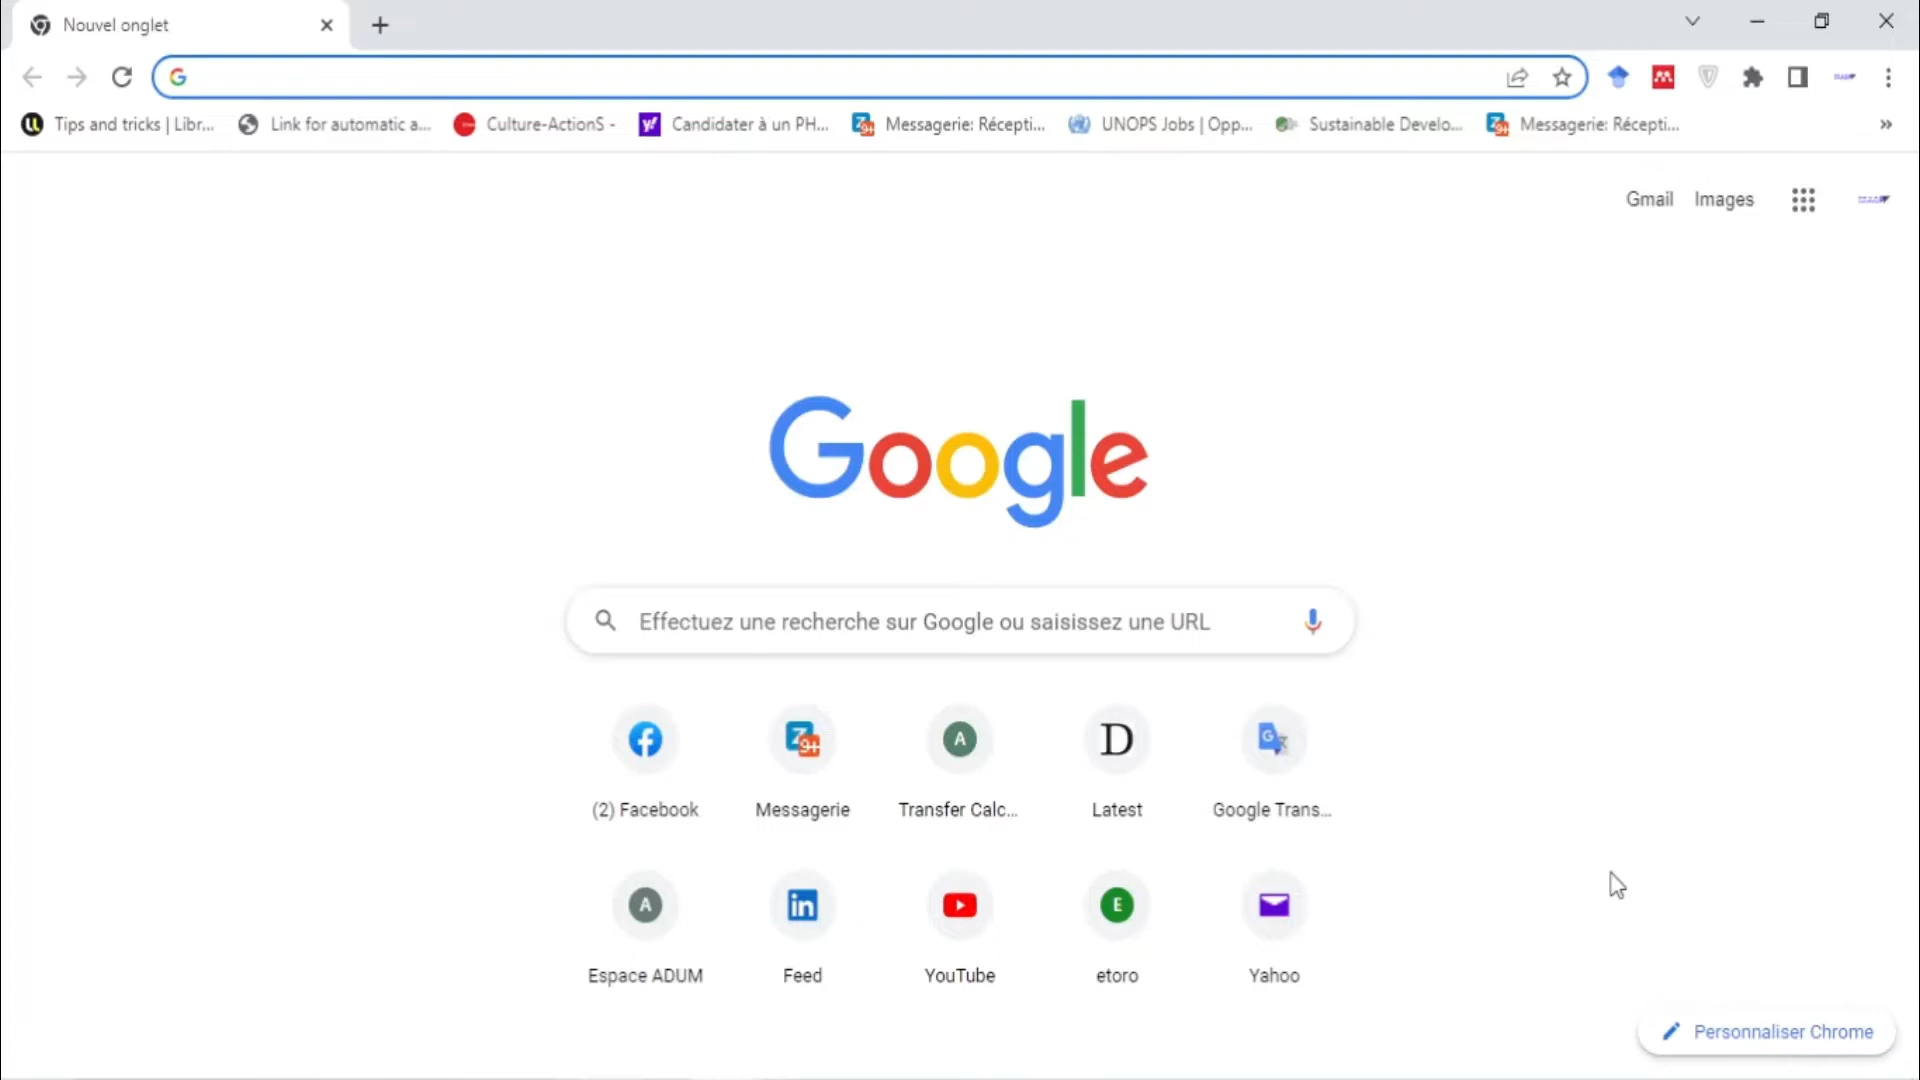 Nouvel onglet
Tips and tricks | Libr... Link for automatic a... Culture-ActionS - Candidater à un PH... Messagerie: Récepti... UNOPS Jobs | Opp... Sustainable Develo... Messagerie: Récepti... »
Gmail Images
Google
Effectuez une recherche sur Google ou saisissez une URL
(2) Facebook Messagerie Transfer Calc... Latest Google Trans...
Espace ADUM Feed YouTube etoro Yahoo
Personnaliser Chrome